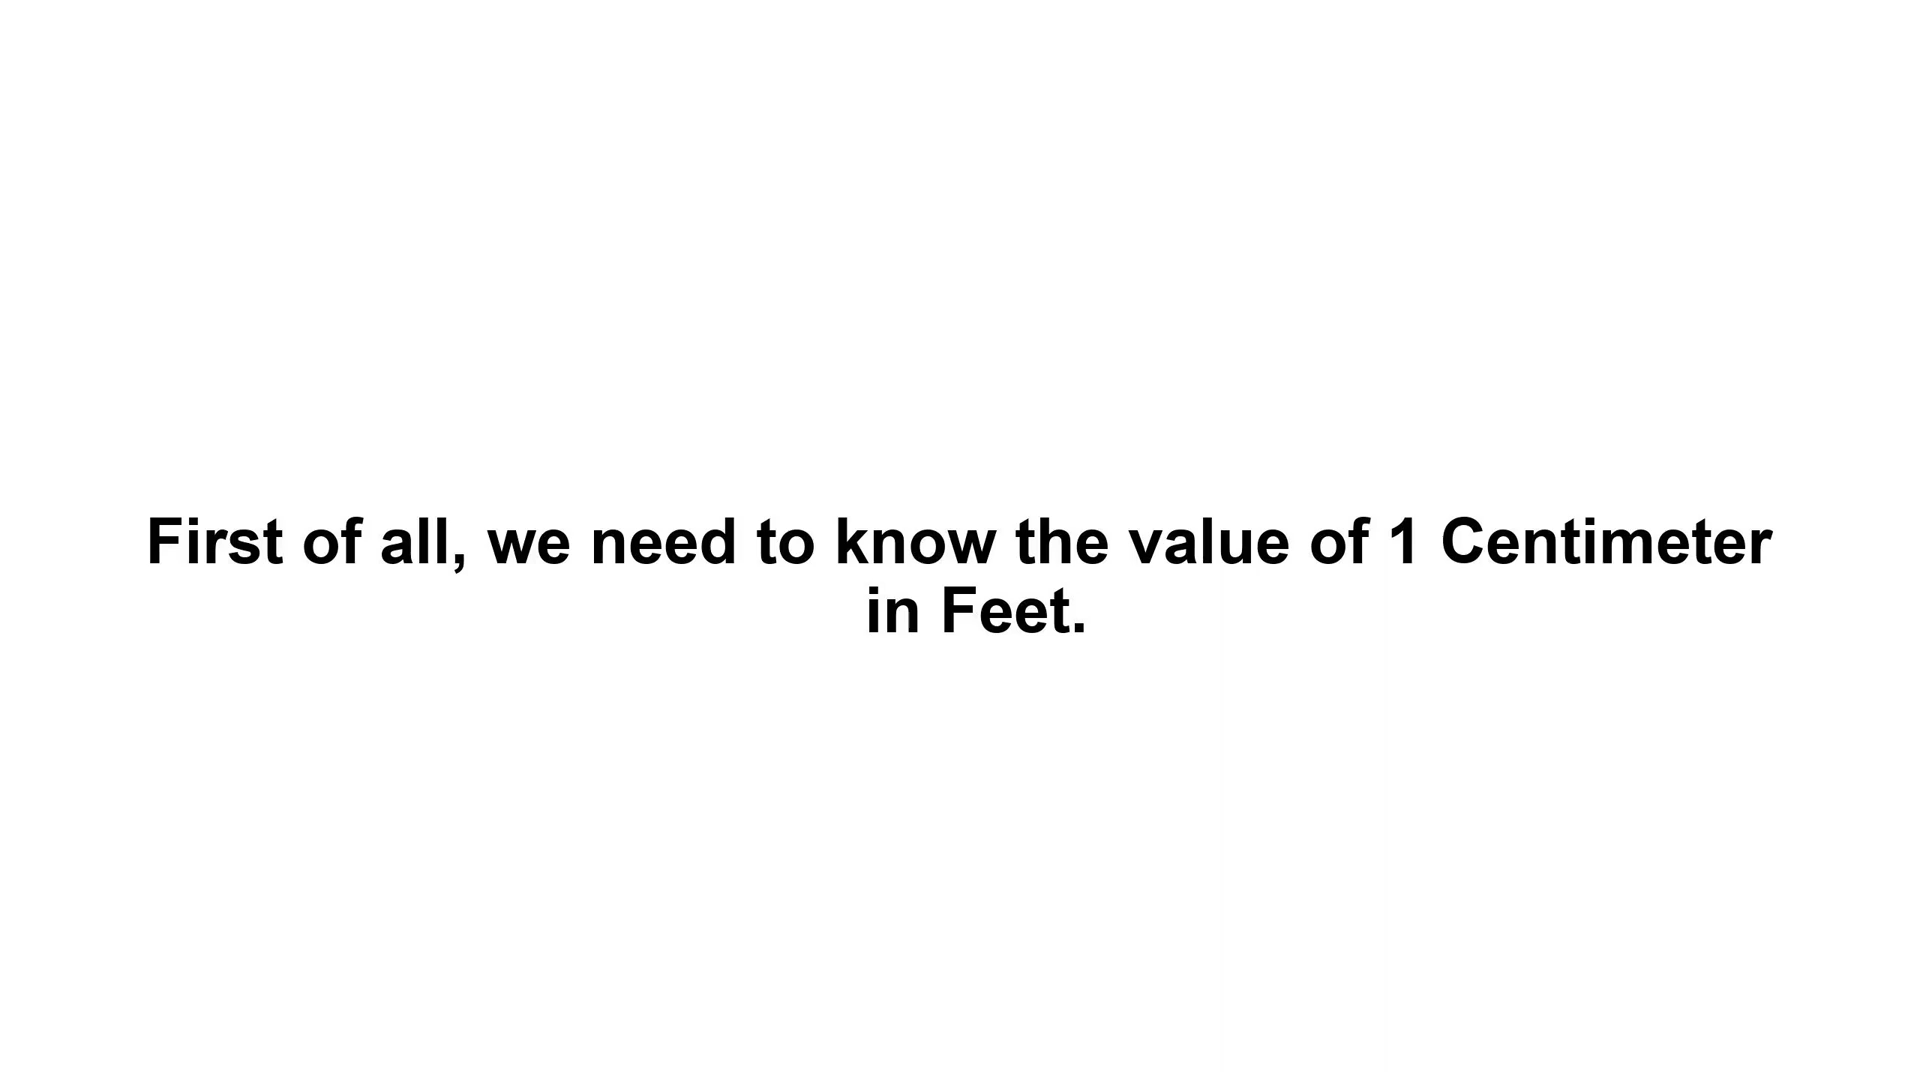 First of all, we need to know the value of 1 Centimeter
in Feet.